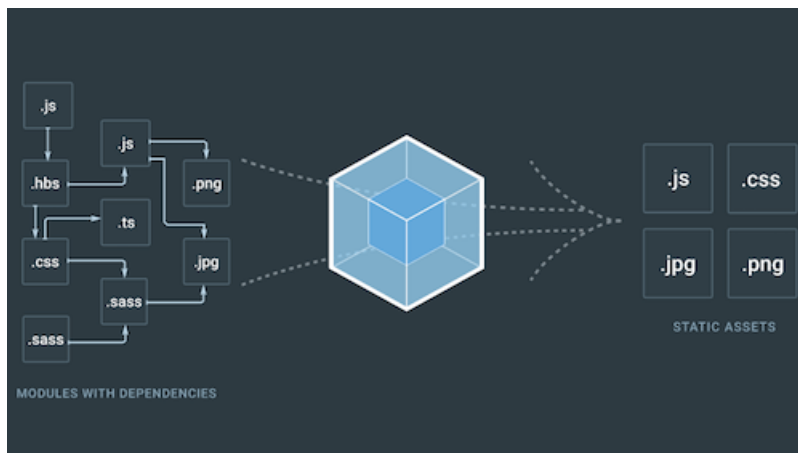 .js
.js
.hbs
.png
.ts
.css
.jpg
.sass
.sass
MODULES WITH DEPENDENCIES
.js
.css
.jpg
.png
STATIC ASSETS